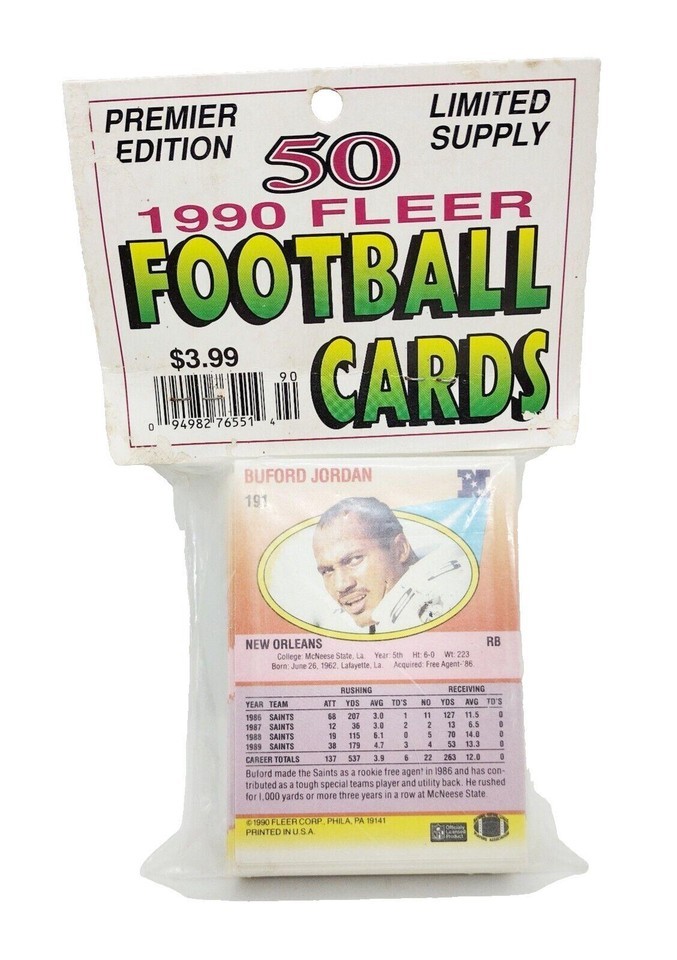 PREMIER EDITION
LIMITED SUPPLY
50
1990 FLEER
FOOTBALL
CARDS
$3.99
90
0 94982 76551 4
BUFORD JORDAN
191
NEW ORLEANS RB
College: McNeese State, La. Year: 5th Ht: 6-0 Wt: 223
Born: June 26, 1962, Lafayette, La. Acquired: Free Agent-'86.
RUSHING RECEIVING
YEAR TEAM ATT YDS AVG TD'S NO YDS AVG TD'S
1986 SAINTS 68 207 3.0 1 11 127 11.5 0
1987 SAINTS 12 36 3.0 2 2 13 6.5 0
1988 SAINTS 19 115 6.1 0 5 70 14.0 0
1989 SAINTS 38 179 4.7 3 4 53 13.3 0
CAREER TOTALS 137 537 3.9 6 22 263 12.0 0
Buford made the Saints as a rookie free agent in 1986 and has con-
tributed as a tough special teams player and utility back. He rushed
for 1,000 yards or more three years in a row at McNeese State.
©1990 FLEER CORP., PHILA, PA 19141
PRINTED IN U.S.A.
Officially
Licensed
Product